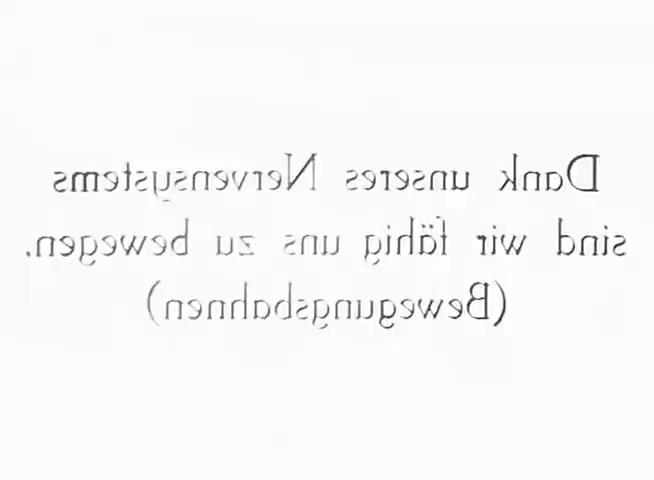 Dank unseres Nervensystems
sind wir fähig uns zu bewegen.
(Bewegungsbahnen)